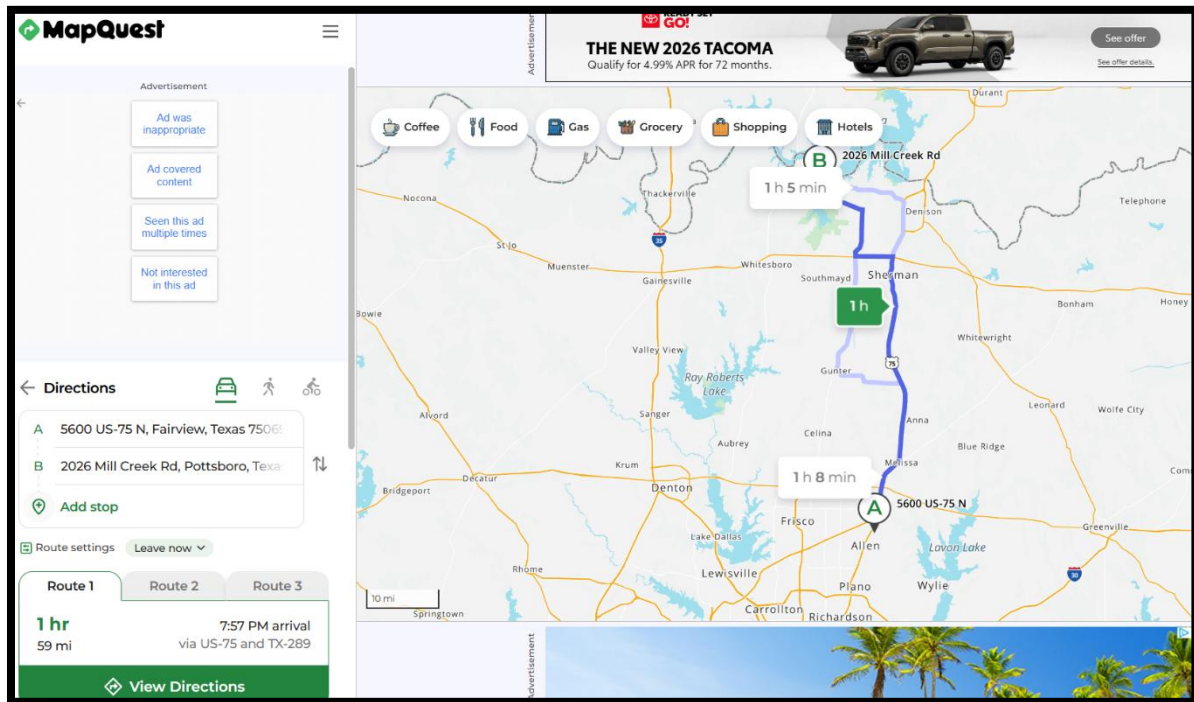 MapQuest
Advertisement
Ad was
inappropriate
Ad covered
content
Seen this ad
multiple times
Not interested
in this ad
Directions
A 5600 US-75 N, Fairview, Texas 7506
B 2026 Mill Creek Rd, Pottsboro, Texa
Add stop
Route settings Leave now
Route 1 Route 2 Route 3
1 hr 7:57 PM arrival
59 mi via US-75 and TX-289
View Directions
Advertisement
GO!
THE NEW 2026 TACOMA
Qualify for 4.99% APR for 72 months.
See offer
See offer details.
Durant
Coffee Food Gas Grocery Shopping Hotels
B 2026 Mill Creek Rd
1 h 5 min
Nocona
Thackerville
Denison
Telephone
35
St Jo
Muenster
Whitesboro
Gainesville
Southmayd
Sherman
Bonham
Honey
Bowie
1 h
Whitewright
Valley View
75
Gunter
Ray Roberts
Lake
Alvord
Sanger
Leonard
Wolfe City
Anna
Celina
Aubrey
Blue Ridge
Krum
Melissa
Com
Decatur
1 h 8 min
Bridgeport
Denton
A 5600 US-75 N
Frisco
Greenville
Lake Dallas
Allen
Lavon Lake
Rhome
Lewisville
30
Plano
Wylie
10 mi
Springtown
Carrollton
Richardson
Advertisement